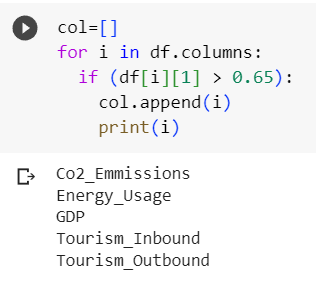 col=[]
for i in df.columns:
  if (df[i][1] > 0.65):
    col.append(i)
    print(i)
Co2_Emmissions
Energy_Usage
GDP
Tourism_Inbound
Tourism_Outbound